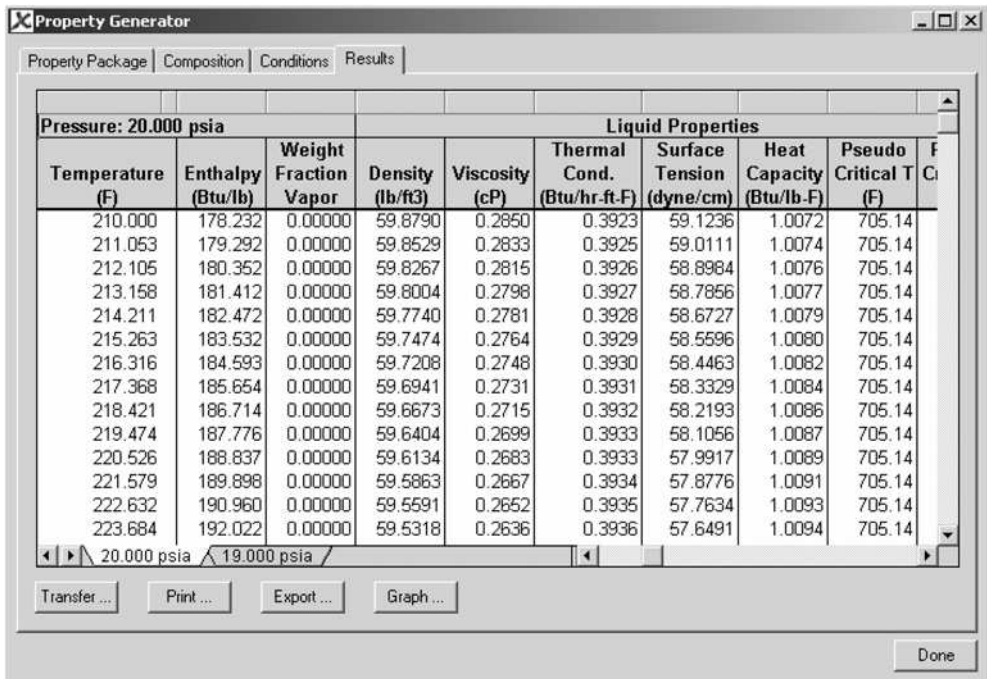 Property Generator
Property Package Composition Conditions Results
Pressure: 20.000 psia Liquid Properties
Weight Thermal Surface Heat Pseudo
Temperature Enthalpy Fraction Density Viscosity Cond. Tension Capacity Critical T
(F) (Btu/lb) Vapor (lb/ft3) (cP) (Btu/hr-ft-F) (dyne/cm) (Btu/lb-F) (F)
210.000 178.232 0.00000 59.8790 0.2850 0.3923 59.1236 1.0072 705.14
211.053 179.292 0.00000 59.8529 0.2833 0.3925 59.0111 1.0074 705.14
212.105 180.352 0.00000 59.8267 0.2815 0.3926 58.8984 1.0076 705.14
213.158 181.412 0.00000 59.8004 0.2798 0.3927 58.7856 1.0077 705.14
214.211 182.472 0.00000 59.7740 0.2781 0.3928 58.6727 1.0079 705.14
215.263 183.532 0.00000 59.7474 0.2764 0.3929 58.5596 1.0080 705.14
216.316 184.593 0.00000 59.7208 0.2748 0.3930 58.4463 1.0082 705.14
217.368 185.654 0.00000 59.6941 0.2731 0.3931 58.3329 1.0084 705.14
218.421 186.714 0.00000 59.6673 0.2715 0.3932 58.2193 1.0086 705.14
219.474 187.776 0.00000 59.6404 0.2699 0.3933 58.1056 1.0087 705.14
220.526 188.837 0.00000 59.6134 0.2683 0.3933 57.9917 1.0089 705.14
221.579 189.898 0.00000 59.5863 0.2667 0.3934 57.8776 1.0091 705.14
222.632 190.960 0.00000 59.5591 0.2652 0.3935 57.7634 1.0093 705.14
223.684 192.022 0.00000 59.5318 0.2636 0.3936 57.6491 1.0094 705.14
20.000 psia 19.000 psia
Transfer ... Print ... Export ... Graph ...
Done